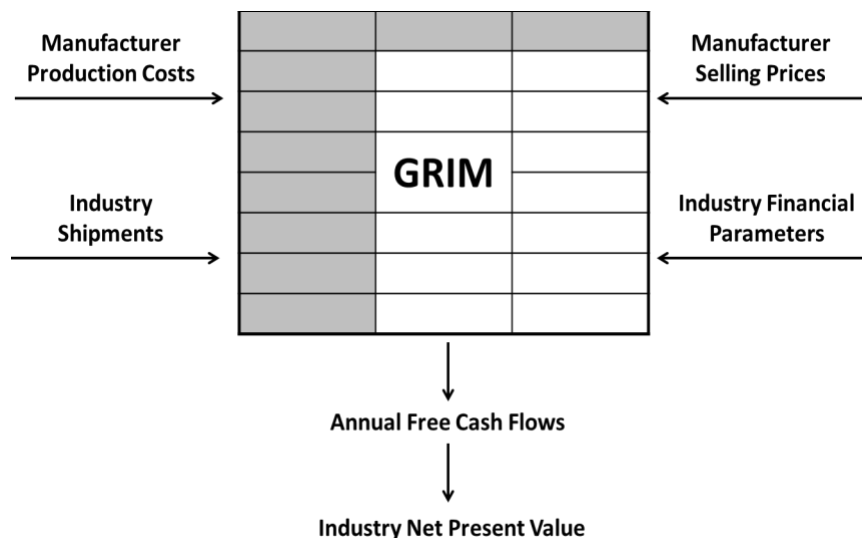 Manufacturer
Production Costs
Manufacturer
Selling Prices
GRIM
Industry
Shipments
Industry Financial
Parameters
Annual Free Cash Flows
Industry Net Present Value